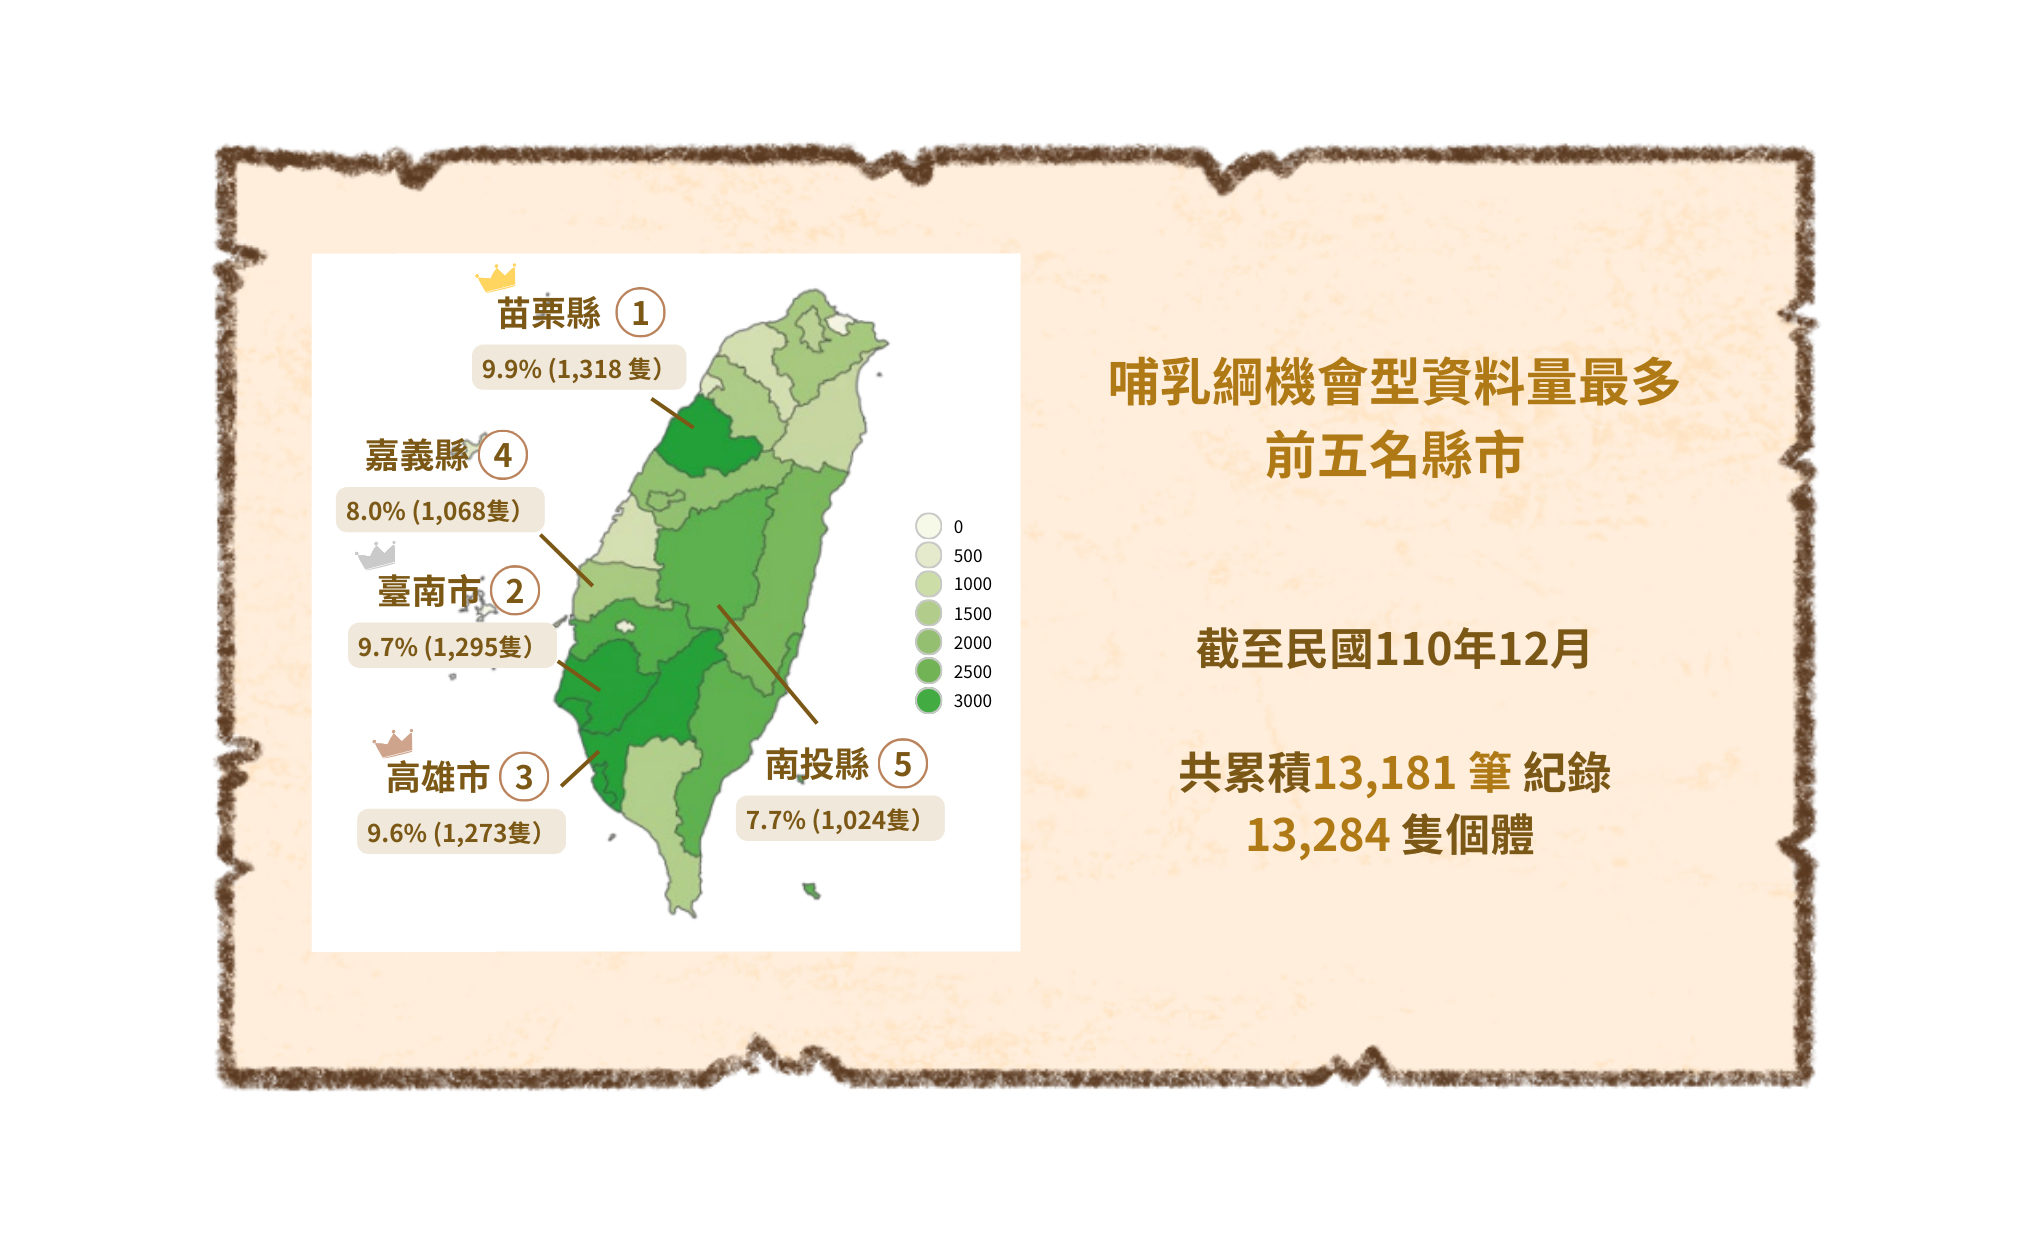 苗栗縣 1
9.9% (1,318 隻）
嘉義縣 4
8.0% (1,068隻）
臺南市 2
9.7% (1,295隻）
高雄市 3
9.6% (1,273隻）
南投縣 5
7.7% (1,024隻）
0
500
1000
1500
2000
2500
3000
哺乳綱機會型資料量最多
前五名縣市
截至民國110年12月
共累積13,181 筆 紀錄
13,284 隻個體